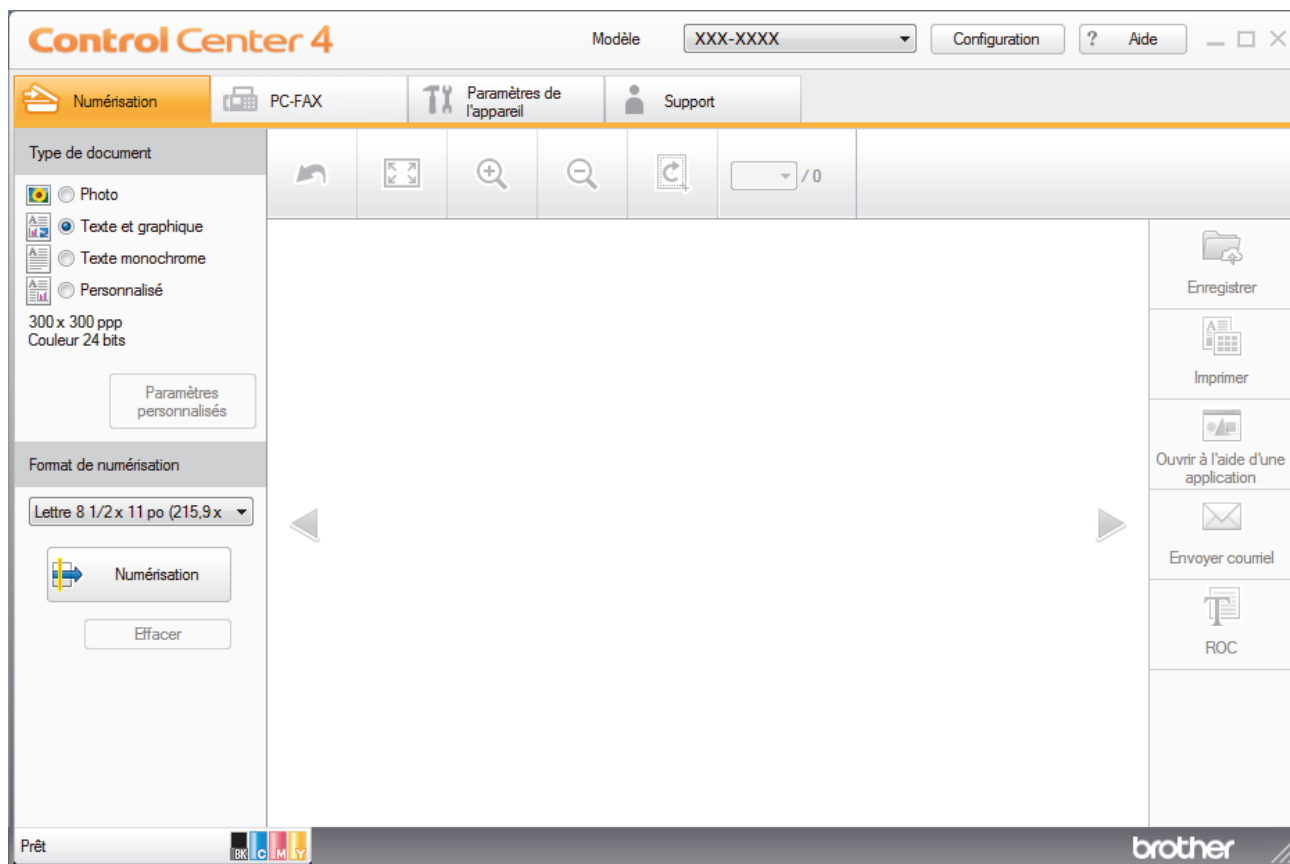 Control Center 4
Modèle
XXX-XXXX
Configuration
? Aide
Numérisation
PC-FAX
Paramètres de
l'appareil
Support
Type de document
/ 0
Photo
Texte et graphique
Texte monochrome
Personnalisé
300 x 300 ppp
Couleur 24 bits
Paramètres
personnalisés
Format de numérisation
Lettre 8 1/2 x 11 po (215,9 x
Numérisation
Effacer
Enregistrer
Imprimer
Ouvrir à l'aide d'une
application
Envoyer courriel
ROC
Prêt
BK C M Y
brother